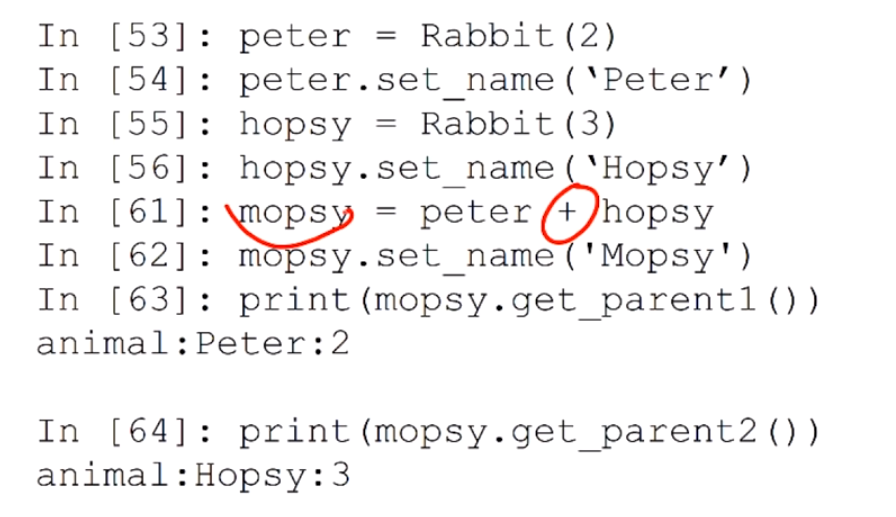 In [53]: peter = Rabbit(2)
In [54]: peter.set_name(‘Peter’)
In [55]: hopsy = Rabbit(3)
In [56]: hopsy.set_name(‘Hopsy’)
In [61]: mopsy = peter + hopsy
In [62]: mopsy.set_name('Mopsy')
In [63]: print(mopsy.get_parent1())
animal:Peter:2
In [64]: print(mopsy.get_parent2())
animal:Hopsy:3